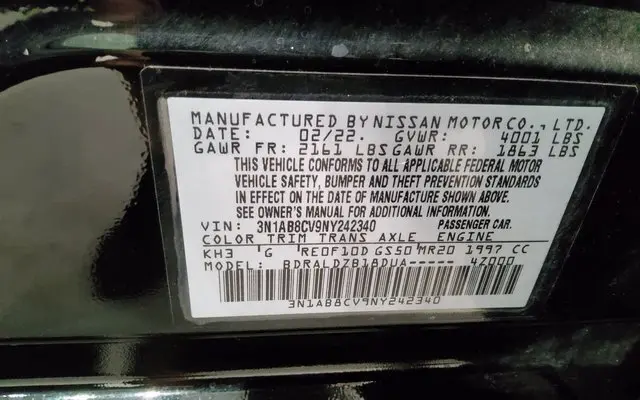 MANUFACTURED BY NISSAN MOTOR CO., LTD.
DATE: 02/22. GVWR: 4001 LBS
GAWR FR: 2161 LBS GAWR RR: 1863 LBS
THIS VEHICLE CONFORMS TO ALL APPLICABLE FEDERAL MOTOR
VEHICLE SAFETY, BUMPER AND THEFT PREVENTION STANDARDS
IN EFFECT ON THE DATE OF MANUFACTURE SHOWN ABOVE.
SEE OWNER'S MANUAL FOR ADDITIONAL INFORMATION.
VIN: 3N1AB8CV9NY242340 PASSENGER CAR.
COLOR TRIM TRANS AXLE ENGINE
KH3 G RE0F10D GS50 MR20 1997 CC
MODEL: BDRALDZB18DUA----- 4Z000
3N1AB8CV9NY242340